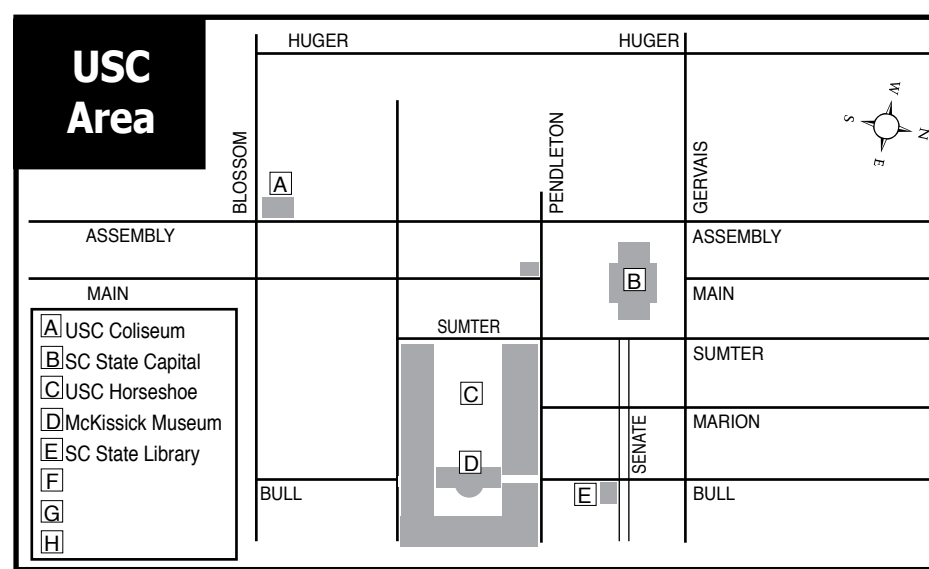 USC
Area
HUGER
HUGER
BLOSSOM
PENDLETON
GERVAIS
W
S
N
E
A
ASSEMBLY
ASSEMBLY
B
MAIN
MAIN
SUMTER
SUMTER
A USC Coliseum
B SC State Capital
C USC Horseshoe
D McKissick Museum
E SC State Library
F
G
H
C
MARION
SENATE
D
BULL
E
BULL